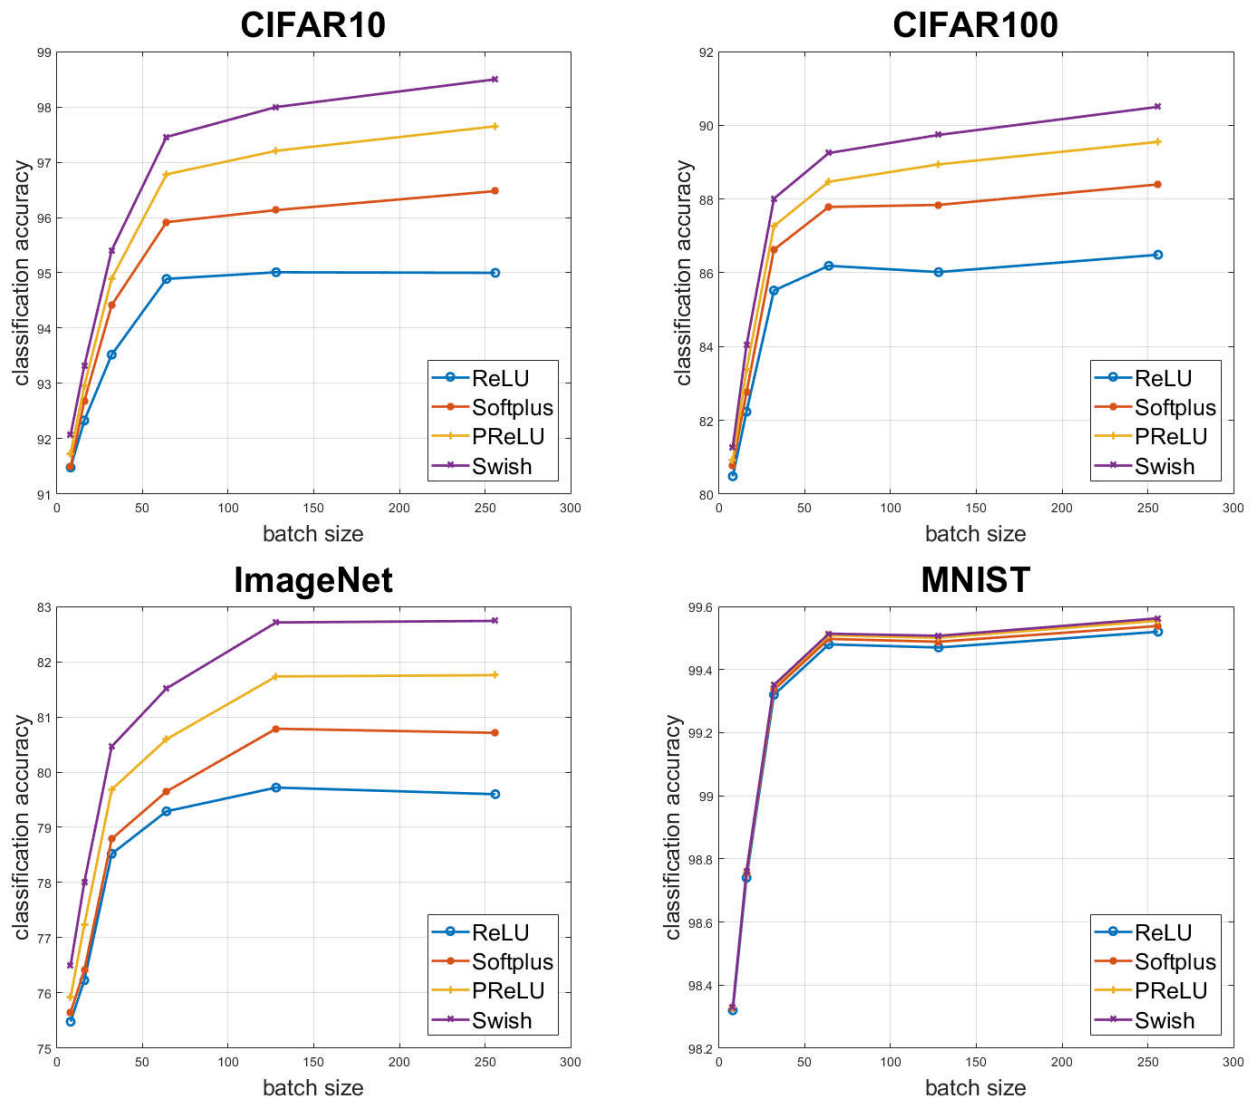 CIFAR10
99
98
97
96
95
94
93
92
91
classification accuracy
0 50 100 150 200 250 300
batch size
ReLU
Softplus
PReLU
Swish
CIFAR100
92
90
88
86
84
82
80
classification accuracy
0 50 100 150 200 250 300
batch size
ReLU
Softplus
PReLU
Swish
ImageNet
83
82
81
80
79
78
77
76
75
classification accuracy
0 50 100 150 200 250 300
batch size
ReLU
Softplus
PReLU
Swish
MNIST
99.6
99.4
99.2
99
98.8
98.6
98.4
98.2
classification accuracy
0 50 100 150 200 250 300
batch size
ReLU
Softplus
PReLU
Swish